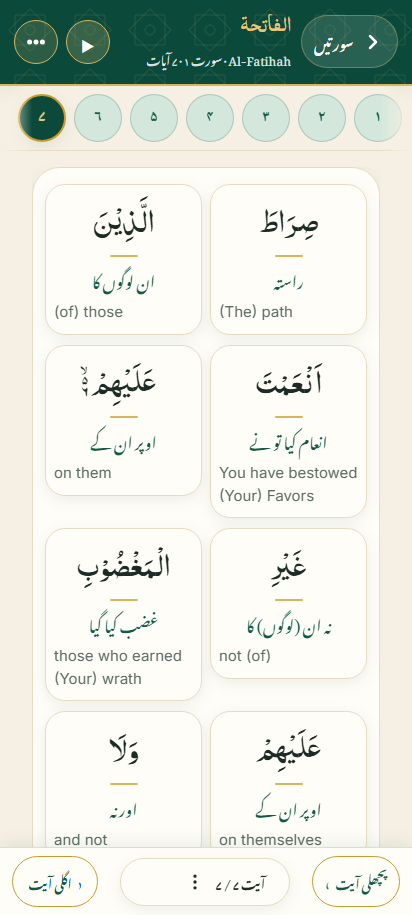 سورتیں
الفاتحة
Al-Fatihah • سورت ۱ • ۷ آیات
۱ ۲ ۳ ۴ ۵ ۶ ۷
صِرَاطَ
راستہ
(The) path
الَّذِيْنَ
ان لوگوں کا
(of) those
اَنْعَمْتَ
انعام کیا تو نے
You have bestowed
(Your) Favors
عَلَيْهِمْ ۙ۬
اوپر ان کے
on them
غَيْرِ
نہ ان (لوگوں) کا
not (of)
الْمَغْضُوْبِ
غضب کیا گیا
those who earned
(Your) wrath
عَلَيْهِمْ
اوپر ان کے
on themselves
وَلَا
اور نہ
and not
پچھلی آیت
آیت ۷ / ۷
اگلی آیت